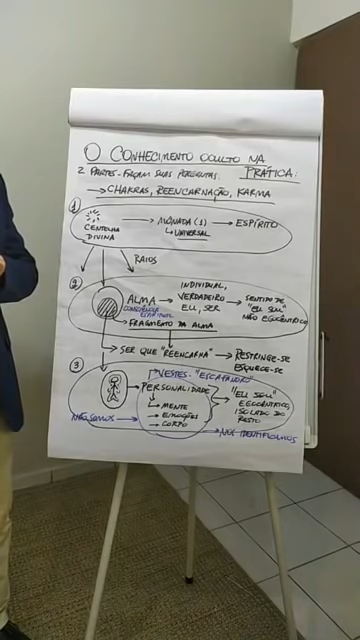 O CONHECIMENTO OCULTO NA
PRÁTICA:
2 PARTES - FAÇAM SUAS PERGUNTAS.
→ CHAKRAS, REENCARNAÇÃO, KARMA
1
CENTELHA DIVINA → MÔNADA(S) → ESPÍRITO
↳ UNIVERSAL
RAIOS
2
ALMA → INDIVIDUAL, VERDADEIRO EU, SER → SENTIDO DE "EU SOU" NÃO EGOCÊNTRICO
CONSCIÊNCIA ESPIRITUAL
→ FRAGMENTO DA ALMA
→ SER QUE "REENCARNA" → RESTRINGE-SE
ESQUECE-SE
3
VESTES - "ESCAFANDRO"
→ PERSONALIDADE
→ MENTE
→ EMOÇÕES
→ CORPO
→ "EU SOU" EGOCÊNTRICO, ISOLADO DO RESTO
NÃO SOMOS →
→ NOS IDENTIFICAMOS